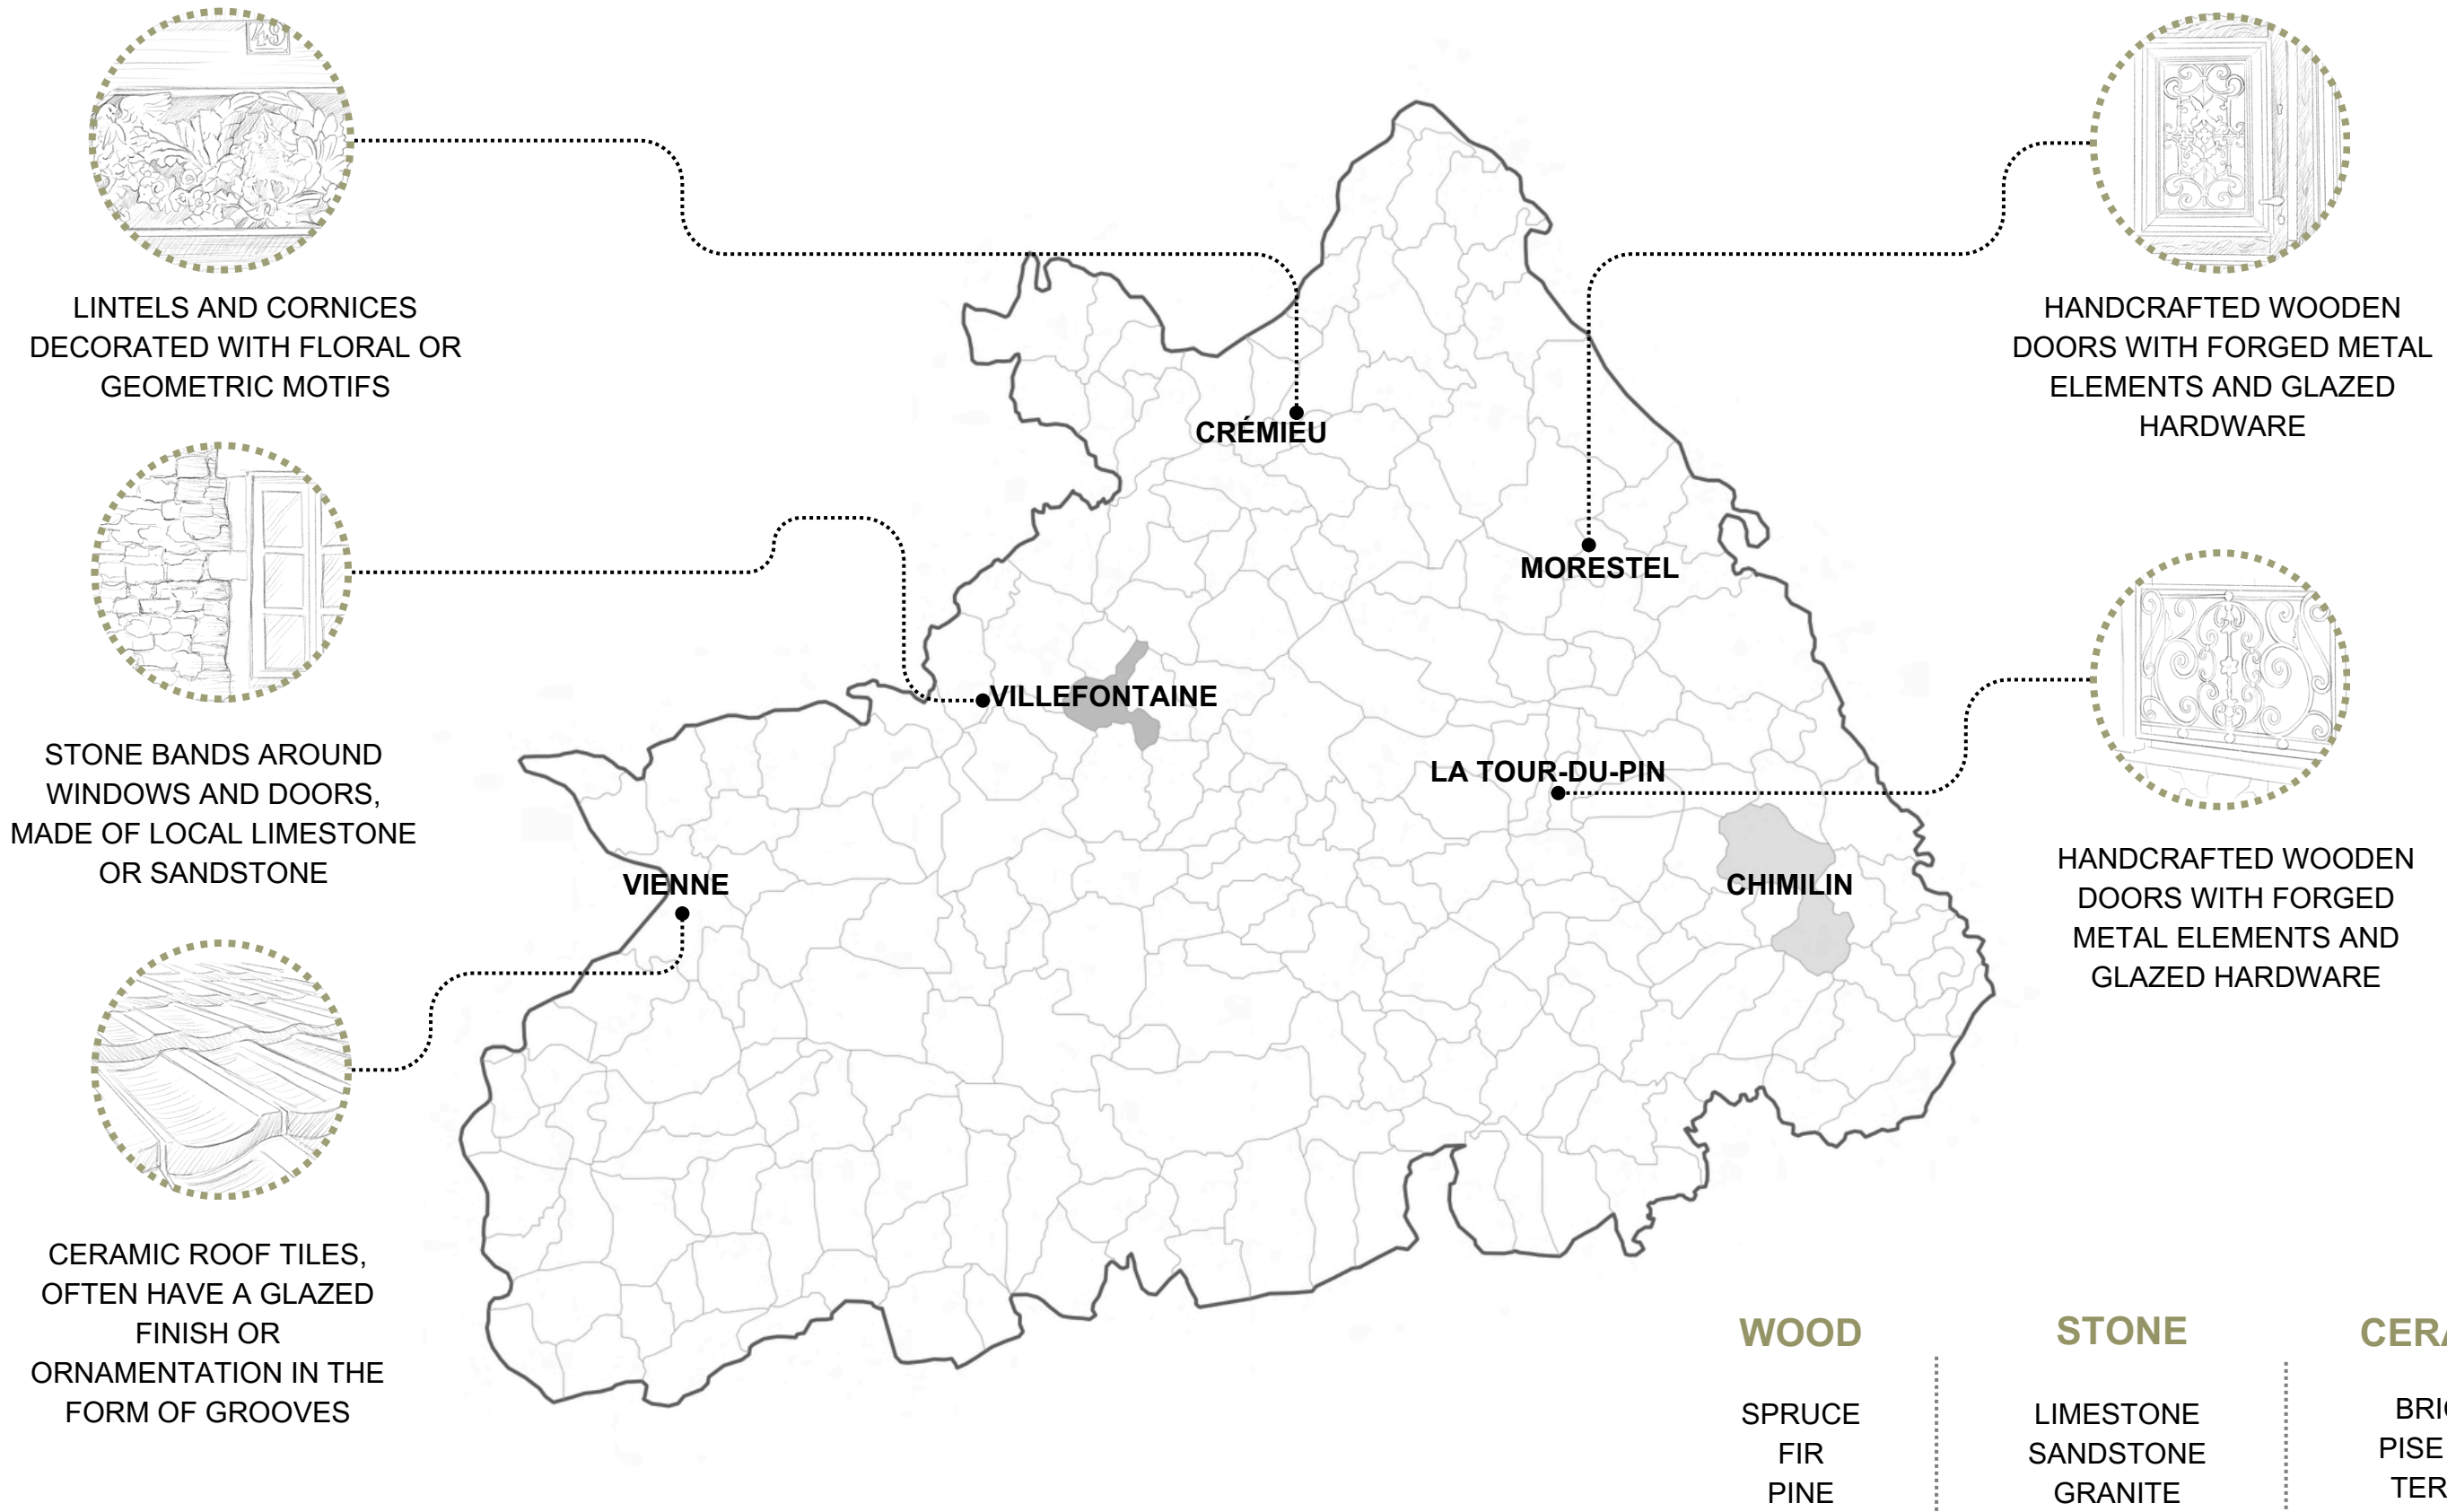 49
LINTELS AND CORNICES
DECORATED WITH FLORAL OR
GEOMETRIC MOTIFS
STONE BANDS AROUND
WINDOWS AND DOORS,
MADE OF LOCAL LIMESTONE
OR SANDSTONE
CERAMIC ROOF TILES,
OFTEN HAVE A GLAZED
FINISH OR
ORNAMENTATION IN THE
FORM OF GROOVES
CRÉMIEU
MORESTEL
VILLEFONTAINE
LA TOUR-DU-PIN
VIENNE
CHIMILIN
HANDCRAFTED WOODEN
DOORS WITH FORGED METAL
ELEMENTS AND GLAZED
HARDWARE
HANDCRAFTED WOODEN
DOORS WITH FORGED
METAL ELEMENTS AND
GLAZED HARDWARE
WOOD
SPRUCE
FIR
PINE
STONE
LIMESTONE
SANDSTONE
GRANITE
PISE